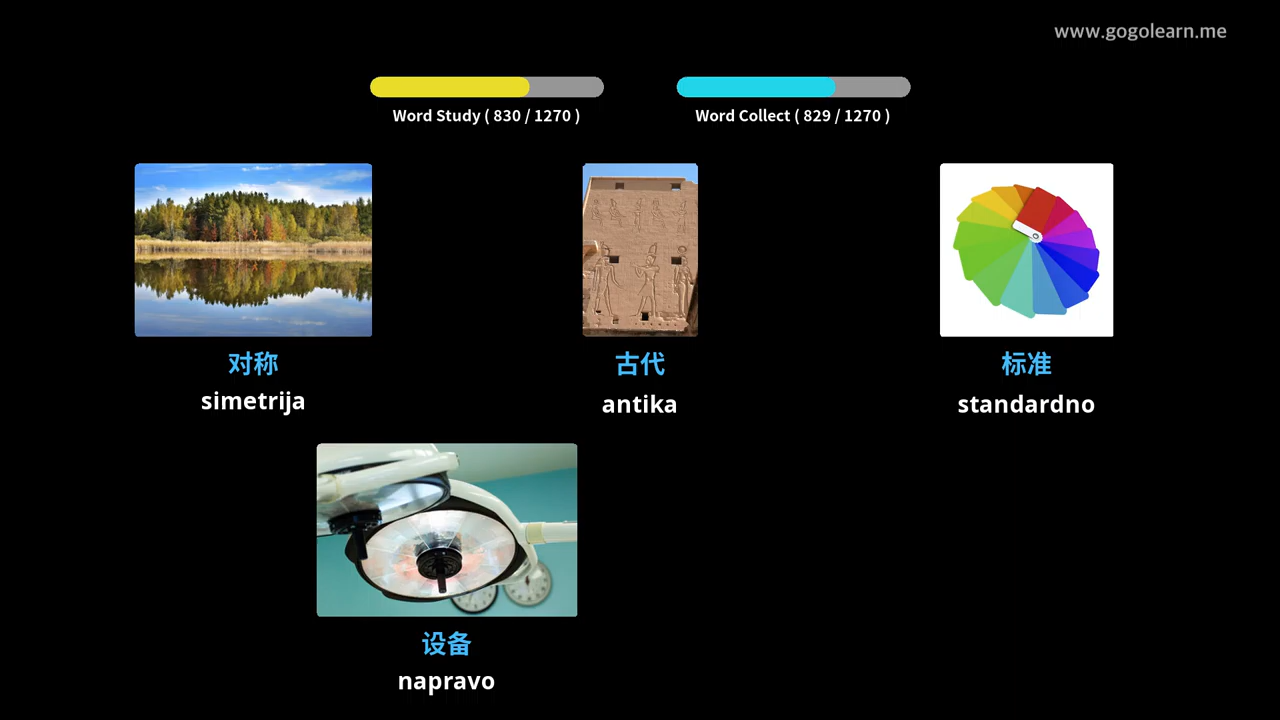 www.gogolearn.me
Word Study ( 830 / 1270 )
Word Collect ( 829 / 1270 )
对称
古代
标准
simetrija
antika
standardno
设备
napravo